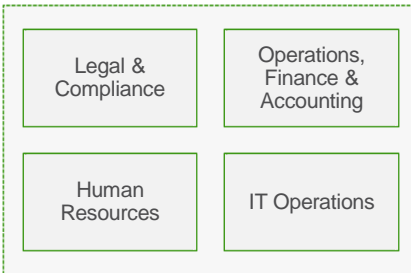 Legal &
Compliance
Operations,
Finance &
Accounting
Human
Resources
IT Operations